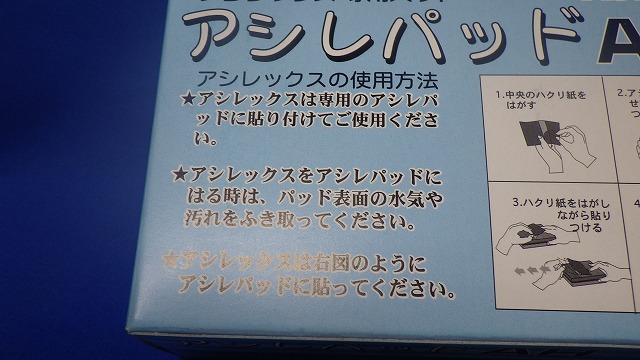 アシレパッドA
アシレックスの使用方法
★アシレックスは専用のアシレパ
ッドに貼り付けてご使用くださ
い。
★アシレックスをアシレパッドに
はる時は、パッド表面の水気や
汚れをふき取ってください。
★アシレックスは右図のように
アシレパッドに貼ってください。
1.中央のハクリ紙を
はがす
2.ア
せ
つ
3.ハクリ紙をはがし
ながら貼り
つける
4